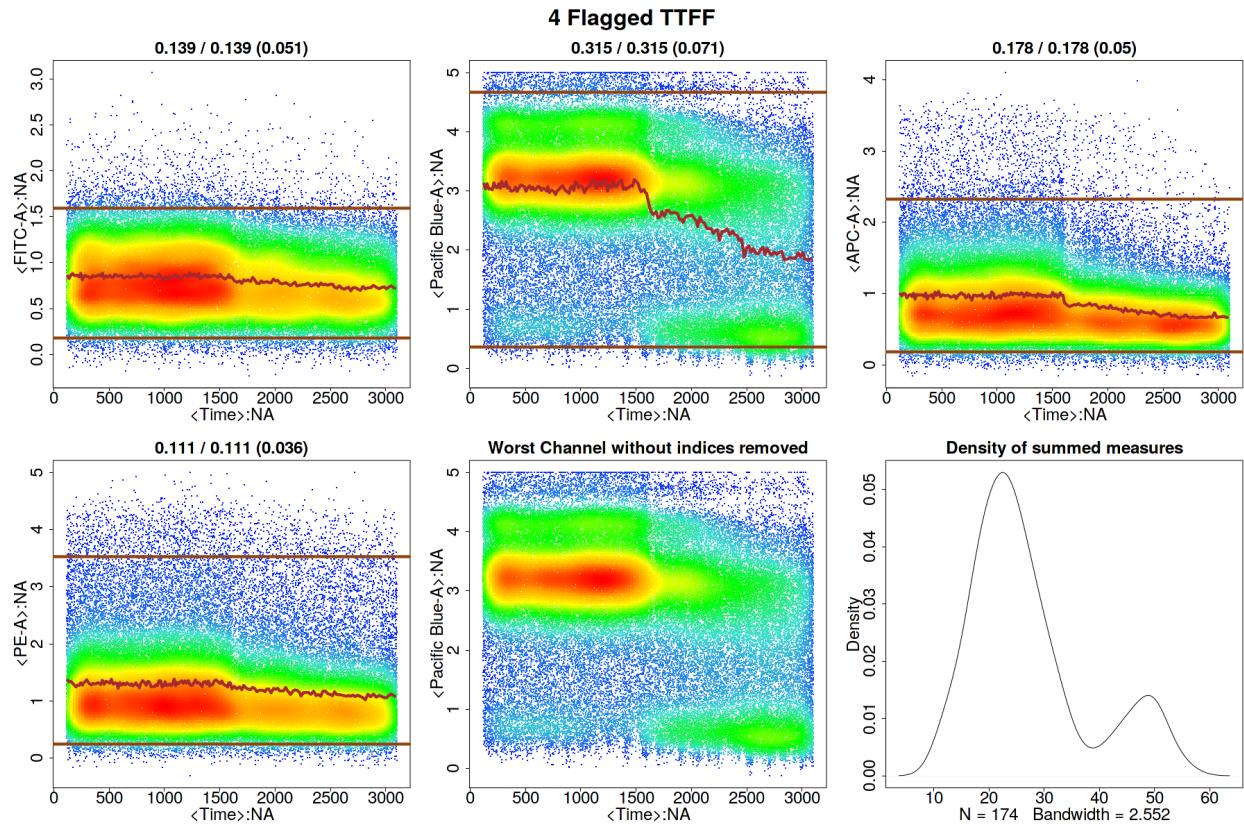 4 Flagged TTFF
0.139 / 0.139 (0.051)
<FITC-A>:NA
3.0
2.5
2.0
1.5
1.0
0.5
0.0
0 500 1000 1500 2000 2500 3000
<Time>:NA
0.315 / 0.315 (0.071)
<Pacific Blue-A>:NA
5
4
3
2
1
0
0 500 1000 1500 2000 2500 3000
<Time>:NA
0.178 / 0.178 (0.05)
<APC-A>:NA
4
3
2
1
0
0 500 1000 1500 2000 2500 3000
<Time>:NA
0.111 / 0.111 (0.036)
<PE-A>:NA
5
4
3
2
1
0
0 500 1000 1500 2000 2500 3000
<Time>:NA
Worst Channel without indices removed
<Pacific Blue-A>:NA
5
4
3
2
1
0
0 500 1000 1500 2000 2500 3000
<Time>:NA
Density of summed measures
Density
0.05
0.04
0.03
0.02
0.01
0.00
10 20 30 40 50 60
N = 174 Bandwidth = 2.552